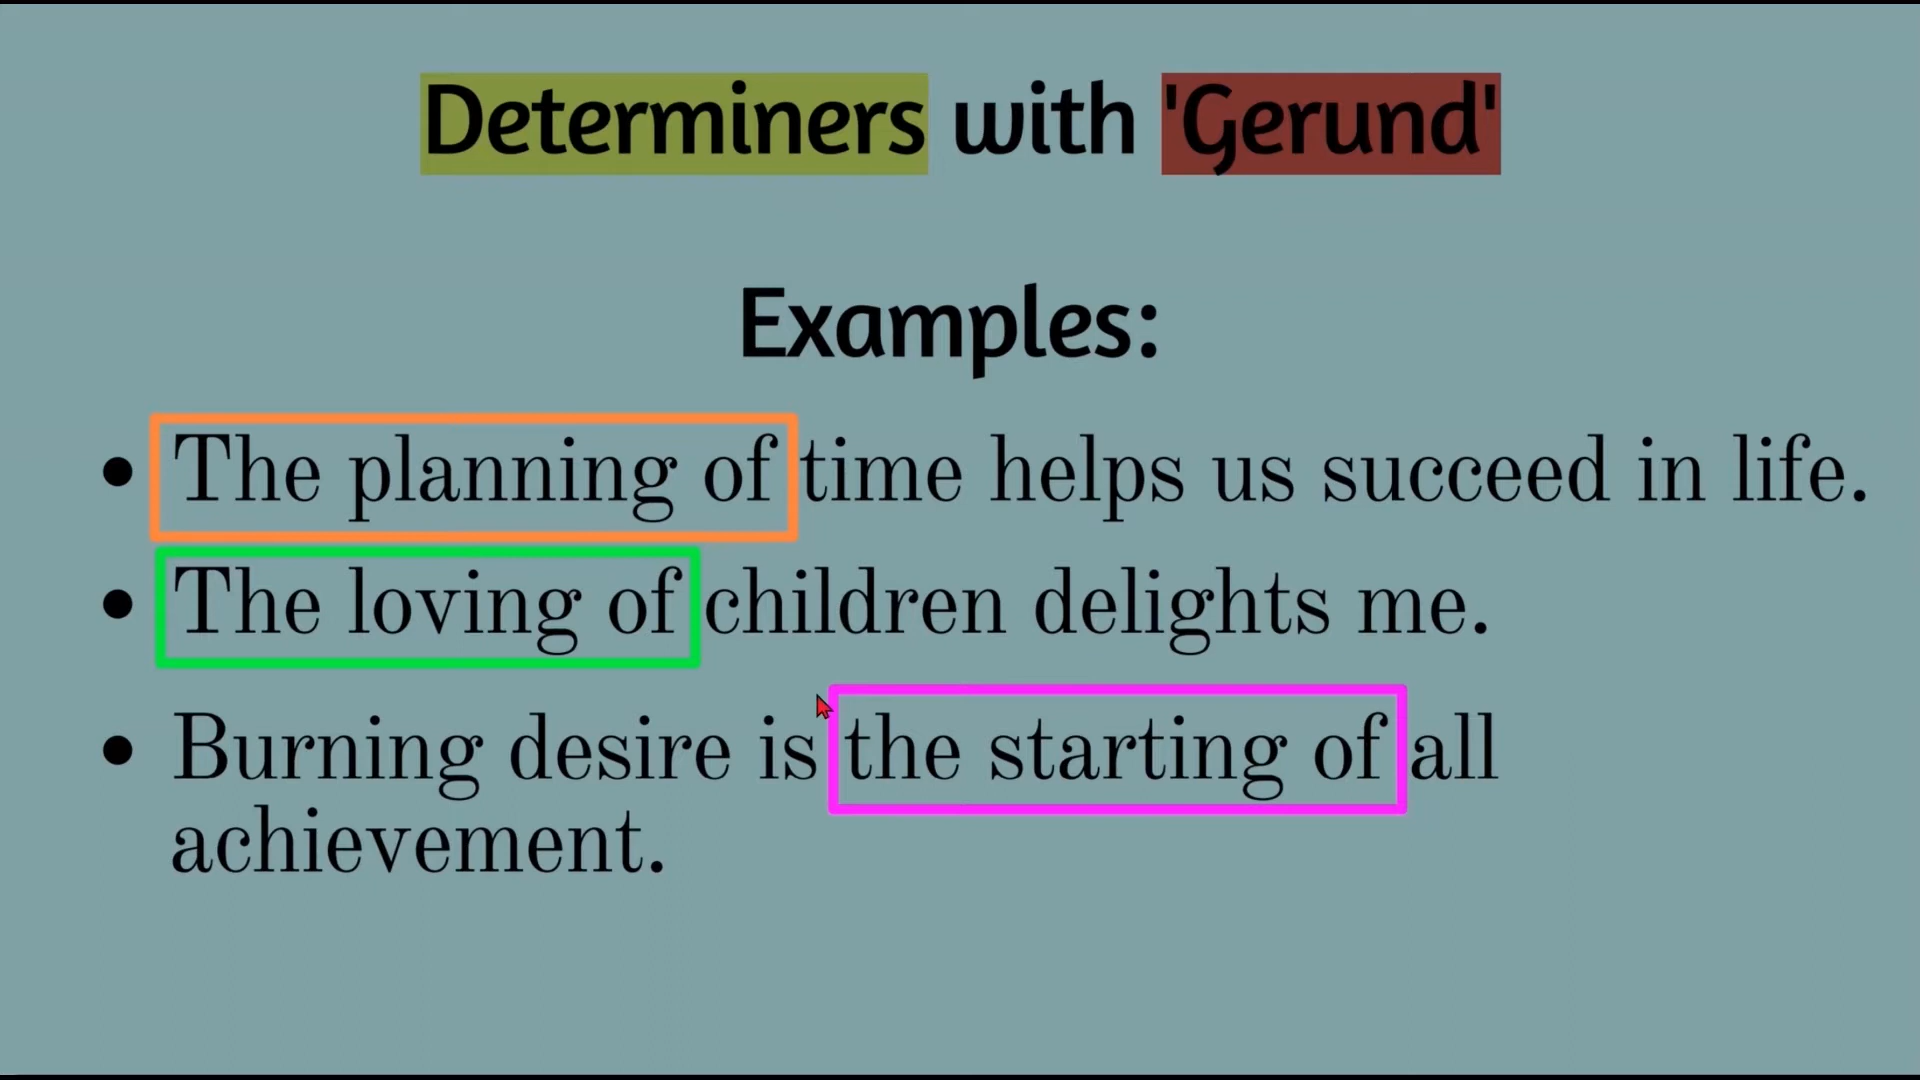 Determiners with 'Gerund'
Examples:
• The planning of time helps us succeed in life.
• The loving of children delights me.
• Burning desire is the starting of all
achievement.